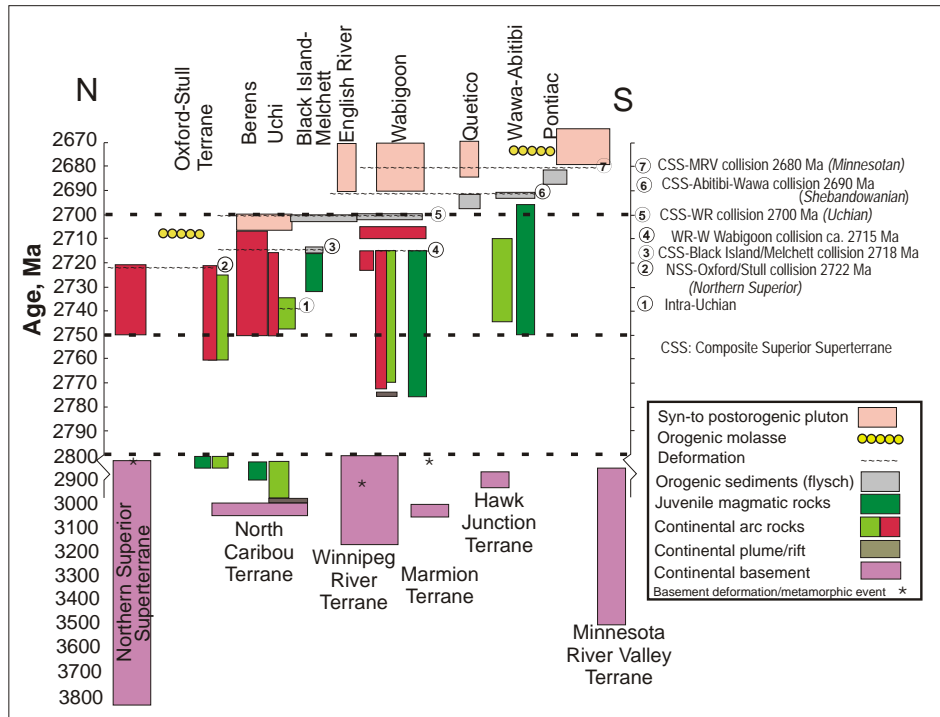 N
S
Oxford-Stull
Terrane
Berens
Uchi
Black Island-
Melchett
English River
Wabigoon
Quetico
Wawa-Abitibi
Pontiac
Age, Ma
2670
2680
2690
2700
2710
2720
2730
2740
2750
2760
2770
2780
2790
2800
2900
3000
3100
3200
3300
3400
3500
3600
3700
3800
7
6
5
4
3
2
1
7 CSS-MRV collision 2680 Ma (Minnesotan)
6 CSS-Abitibi-Wawa collision 2690 Ma
(Shebandowanian)
5 CSS-WR collision 2700 Ma (Uchian)
4 WR-W Wabigoon collision ca. 2715 Ma
3 CSS-Black Island/Melchett collision 2718 Ma
2 NSS-Oxford/Stull collision 2722 Ma
(Northern Superior)
1 Intra-Uchian
CSS: Composite Superior Superterrane
Syn-to postorogenic pluton
Orogenic molasse
Deformation
Orogenic sediments (flysch)
Juvenile magmatic rocks
Continental arc rocks
Continental plume/rift
Continental basement
Basement deformation/metamorphic event *
Northern Superior
Superterrane
North
Caribou
Terrane
Winnipeg
River
Terrane
Marmion
Terrane
Hawk
Junction
Terrane
Minnesota
River Valley
Terrane